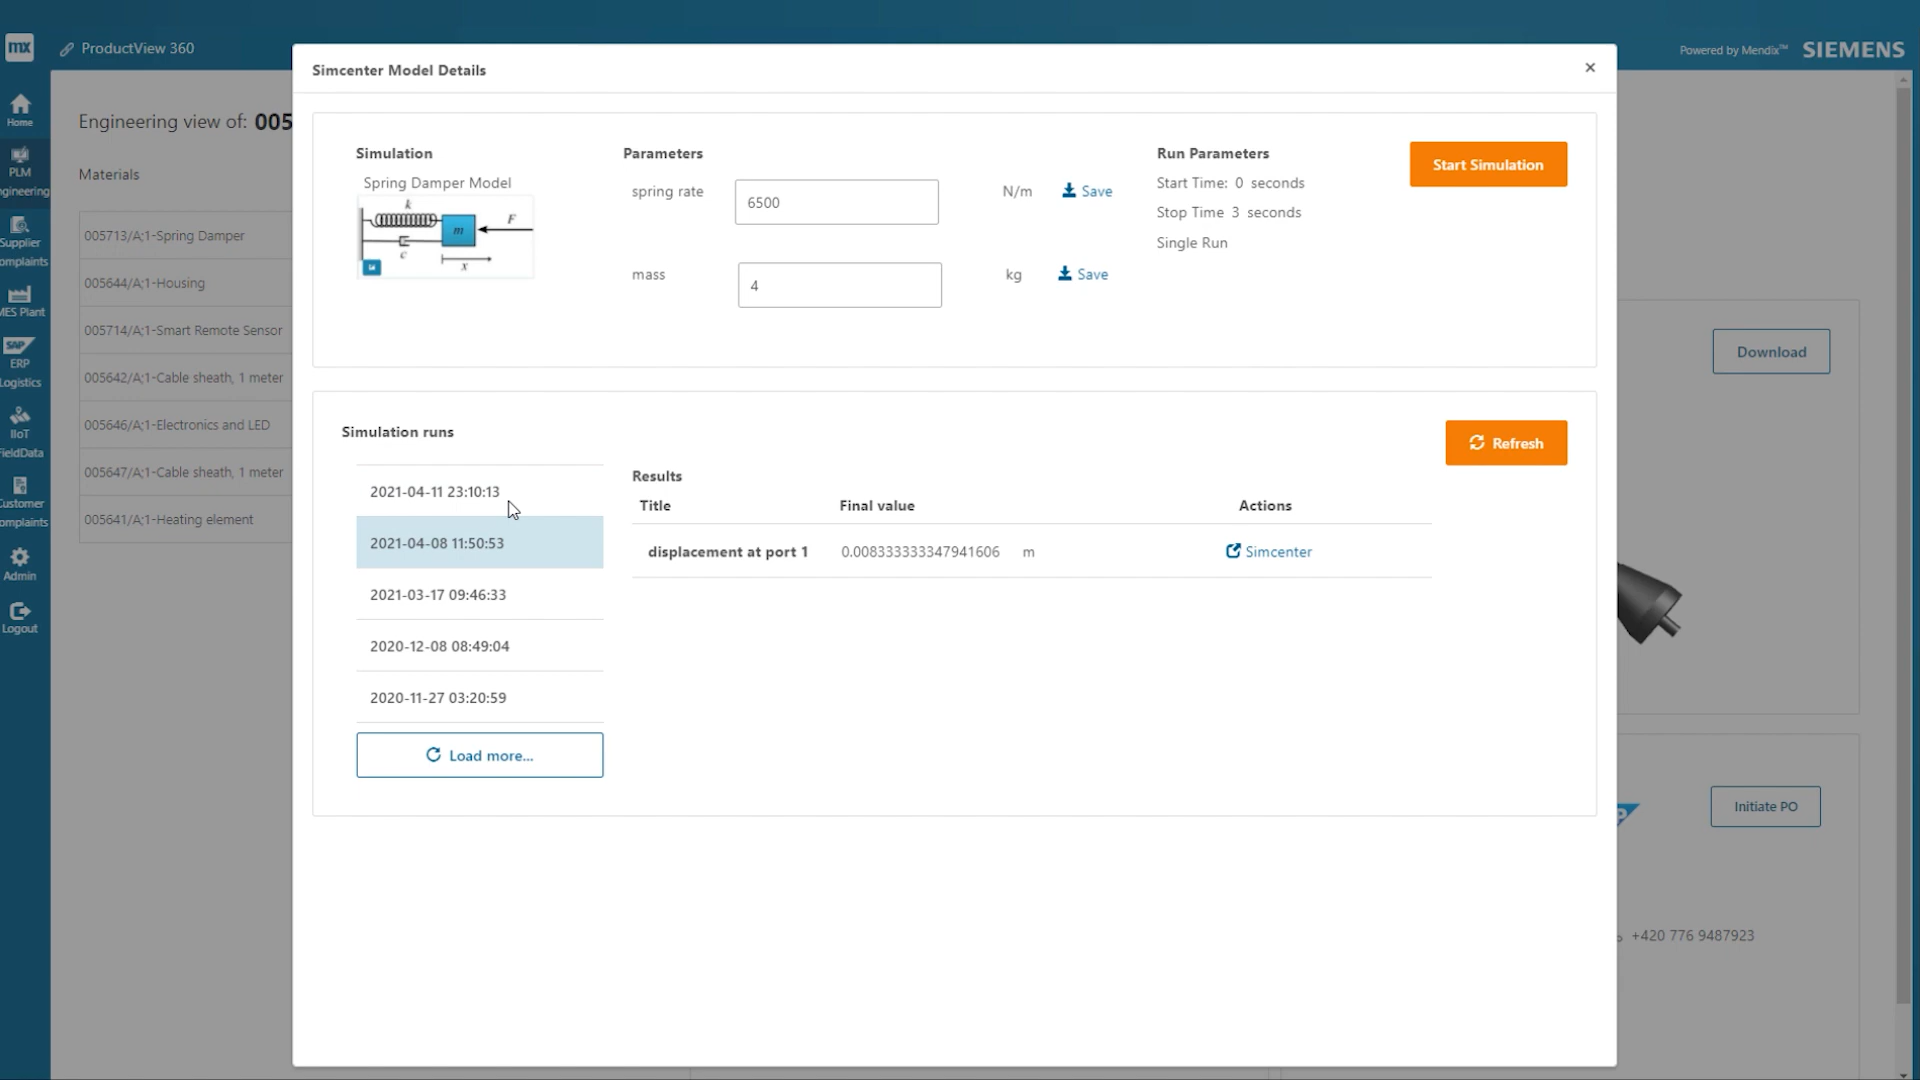 mx
ProductView 360
Powered by Mendix™ SIEMENS
Home
PLM
ngineering
Supplier
omplaints
MES Plant
SAP
ERP
Logistics
IIoT
FieldData
Customer
omplaints
Admin
Logout
Engineering view of: 005
Materials
005713/A;1-Spring Damper
005644/A;1-Housing
005714/A;1-Smart Remote Sensor
005642/A;1-Cable sheath, 1 meter
005646/A;1-Electronics and LED
005647/A;1-Cable sheath, 1 meter
005641/A;1-Heating element
Simcenter Model Details
×
Simulation
Spring Damper Model
k
m
F
c
x
Parameters
spring rate 6500 N/m Save
mass 4 kg Save
Run Parameters
Start Time: 0 seconds
Stop Time 3 seconds
Single Run
Start Simulation
Simulation runs
Refresh
2021-04-11 23:10:13
2021-04-08 11:50:53
2021-03-17 09:46:33
2020-12-08 08:49:04
2020-11-27 03:20:59
Load more...
Results
Title Final value Actions
displacement at port 1 0.008333333347941606 m Simcenter
Download
P
Initiate PO
+420 776 9487923